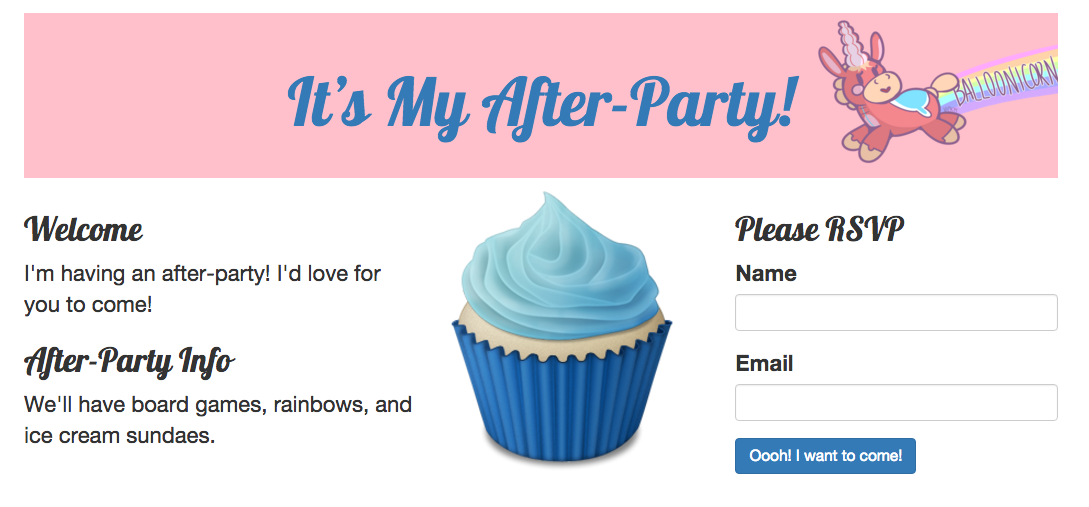 It's My After-Party!
BALLOONICORN
Welcome
I'm having an after-party! I'd love for
you to come!
After-Party Info
We'll have board games, rainbows, and
ice cream sundaes.
Please RSVP
Name
Email
Oooh! I want to come!